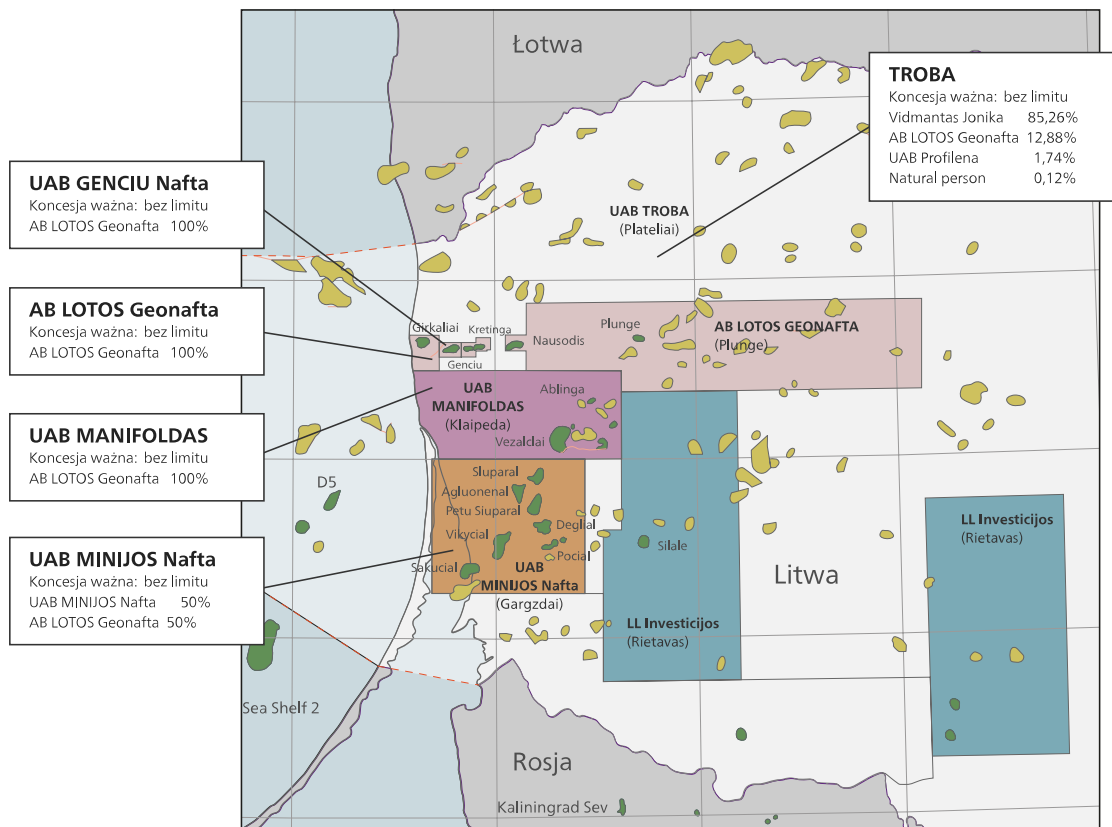 Łotwa
TROBA
Koncesja ważna: bez limitu
Vidmantas Jonika 85,26%
AB LOTOS Geonafta 12,88%
UAB Profilena 1,74%
Natural person 0,12%
UAB GENCIU Nafta
Koncesja ważna: bez limitu
AB LOTOS Geonafta 100%
UAB TROBA
(Plateliai)
AB LOTOS Geonafta
Koncesja ważna: bez limitu
AB LOTOS Geonafta 100%
Girkaliai
Kretinga
Genciu
Nausodis
Plunge
AB LOTOS GEONAFTA
(Plunge)
UAB MANIFOLDAS
Koncesja ważna: bez limitu
AB LOTOS Geonafta 100%
UAB
MANIFOLDAS
(Klaipeda)
Ablinga
Vezaldai
D5
Sluparal
Agluonenal
Petu Siuparal
Vikycial
Deglial
Pocial
Sakucial
UAB
MINIJOS Nafta
(Gargzdai)
UAB MINIJOS Nafta
Koncesja ważna: bez limitu
UAB MINIJOS Nafta 50%
AB LOTOS Geonafta 50%
Silale
LL Investicijos
(Rietavas)
Litwa
LL Investicijos
(Rietavas)
Sea Shelf 2
Rosja
Kaliningrad Sev